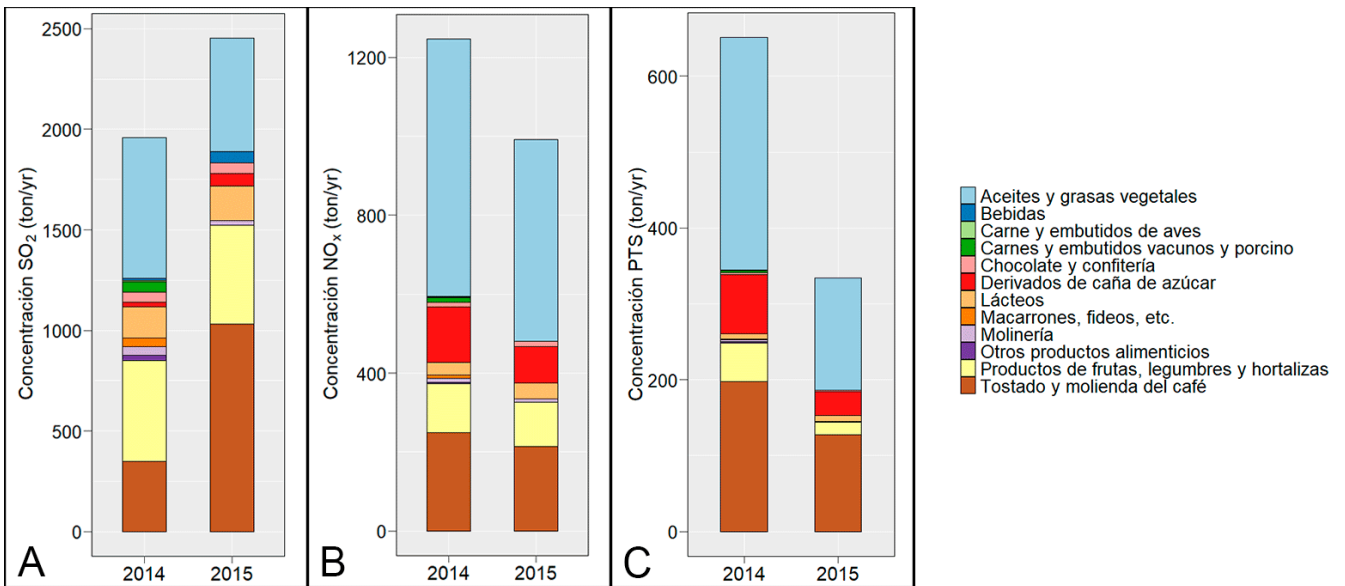 Concentración SO2 (ton/yr)
2500
2000
1500
1000
500
0
2014 2015
A
Concentración NOx (ton/yr)
1200
800
400
0
2014 2015
B
Concentración PTS (ton/yr)
600
400
200
0
2014 2015
C
Aceites y grasas vegetales
Bebidas
Carne y embutidos de aves
Carnes y embutidos vacunos y porcino
Chocolate y confitería
Derivados de caña de azúcar
Lácteos
Macarrones, fideos, etc.
Molinería
Otros productos alimenticios
Productos de frutas, legumbres y hortalizas
Tostado y molienda del café